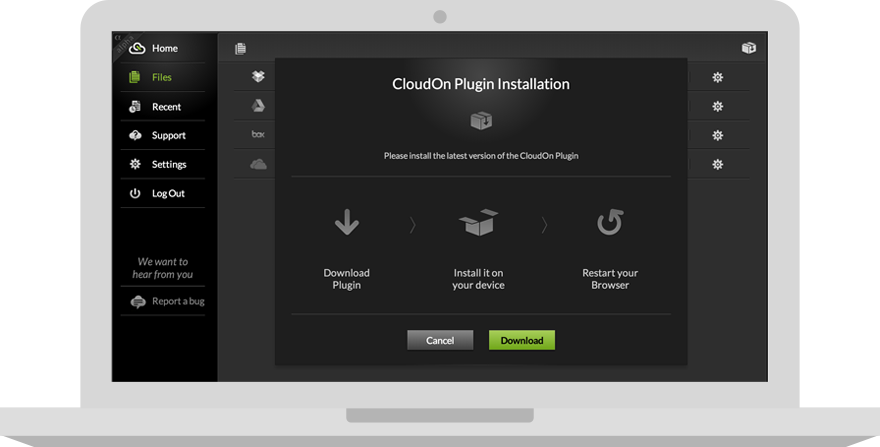 α
alpha
Home
Files
Recent
Support
Settings
Log Out
We want to
hear from you
Report a bug
box
CloudOn Plugin Installation
Please install the latest version of the CloudOn Plugin
Download
Plugin
Install it on
your device
Restart your
Browser
Cancel
Download